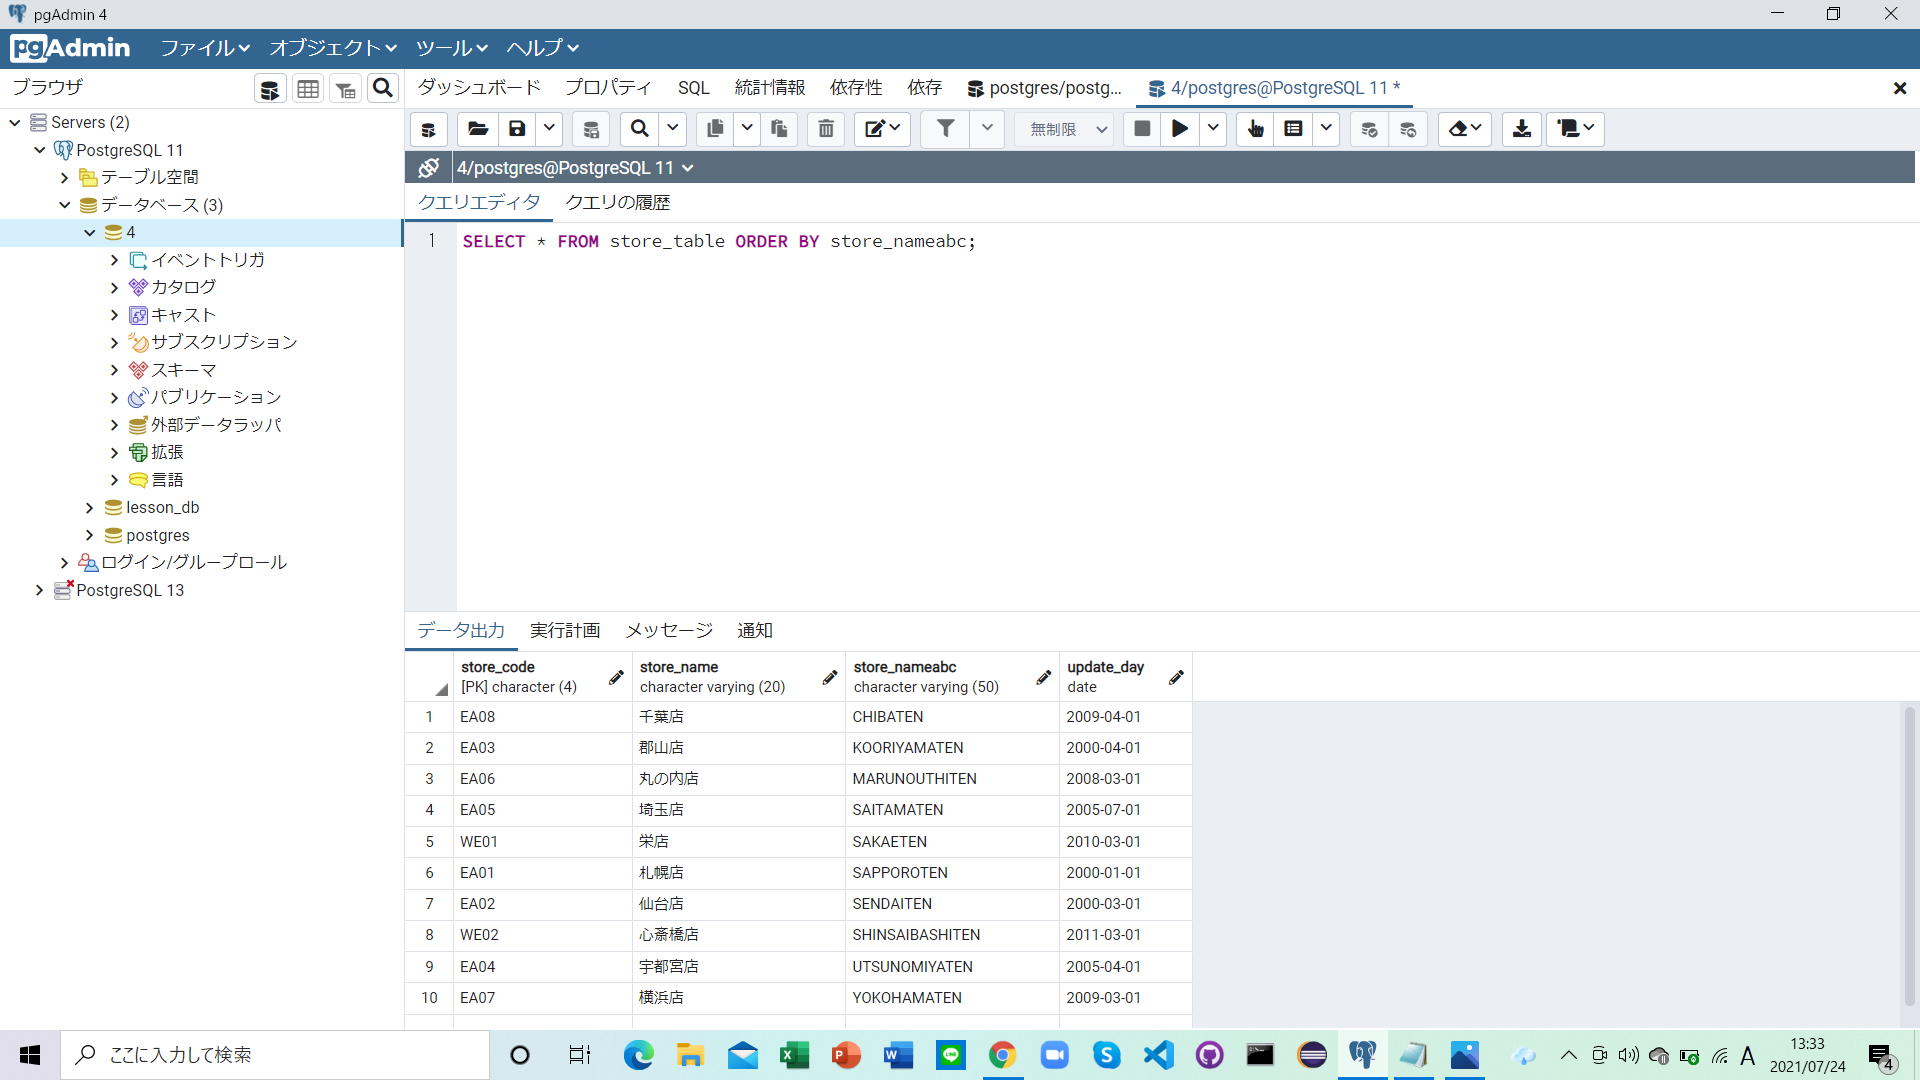 pgAdmin 4
pgAdmin ファイル オブジェクト ツール ヘルプ
ブラウザ
ダッシュボード プロパティ SQL 統計情報 依存性 依存 postgres/postg... 4/postgres@PostgreSQL 11 *
無制限
4/postgres@PostgreSQL 11
クエリエディタ クエリの履歴
1 SELECT * FROM store_table ORDER BY store_nameabc;
Servers (2)
PostgreSQL 11
テーブル空間
データベース (3)
4
イベントトリガ
カタログ
キャスト
サブスクリプション
スキーマ
パブリケーション
外部データラッパ
拡張
言語
lesson_db
postgres
ログイン/グループロール
PostgreSQL 13
データ出力 実行計画 メッセージ 通知
store_code store_name store_nameabc update_day
[PK] character (4) character varying (20) character varying (50) date
1 EA08 千葉店 CHIBATEN 2009-04-01
2 EA03 郡山店 KOORIYAMATEN 2000-04-01
3 EA06 丸の内店 MARUNOUTHITEN 2008-03-01
4 EA05 埼玉店 SAITAMATEN 2005-07-01
5 WE01 栄店 SAKAETEN 2010-03-01
6 EA01 札幌店 SAPPOROTEN 2000-01-01
7 EA02 仙台店 SENDAITEN 2000-03-01
8 WE02 心斎橋店 SHINSAIBASHITEN 2011-03-01
9 EA04 宇都宮店 UTSUNOMIYATEN 2005-04-01
10 EA07 横浜店 YOKOHAMATEN 2009-03-01
ここに入力して検索
A
13:33
2021/07/24
4